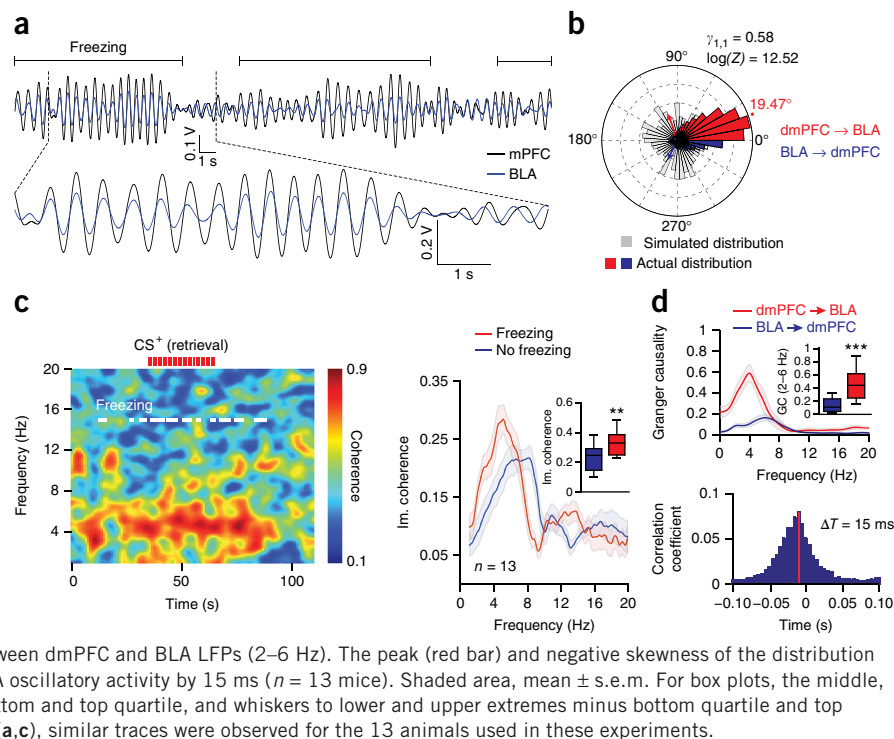 a
Freezing
0.1 V
1 s
mPFC
BLA
0.2 V
1 s
b
γ1,1 = 0.58
log(Z) = 12.52
90°
19.47°
180°
0°
270°
dmPFC → BLA
BLA → dmPFC
Simulated distribution
Actual distribution
c
CS+ (retrieval)
Freezing
20
16
12
8
4
Frequency (Hz)
0
50
100
Time (s)
0.9
Coherence
0.1
Freezing
No freezing
0.35
0.25
0.15
0.05
Im. coherence
n = 13
0
4
8
12
16
20
Frequency (Hz)
0.6
0.4
0.2
0
Im. coherence
**
d
dmPFC → BLA
BLA → dmPFC
1
0.8
0.6
0.4
0.2
0
Granger causality
0
4
8
12
16
20
Frequency (Hz)
1
0.8
0.6
0.4
0.2
0
GC (2–6 Hz)
***
0.1
0.05
0
Correlation
coefficient
ΔT = 15 ms
−0.10
−0.05
0
0.05
0.10
Time (s)
ween dmPFC and BLA LFPs (2–6 Hz). The peak (red bar) and negative skewness of the distribution
A oscillatory activity by 15 ms (n = 13 mice). Shaded area, mean ± s.e.m. For box plots, the middle,
ttom and top quartile, and whiskers to lower and upper extremes minus bottom quartile and top
(a,c), similar traces were observed for the 13 animals used in these experiments.